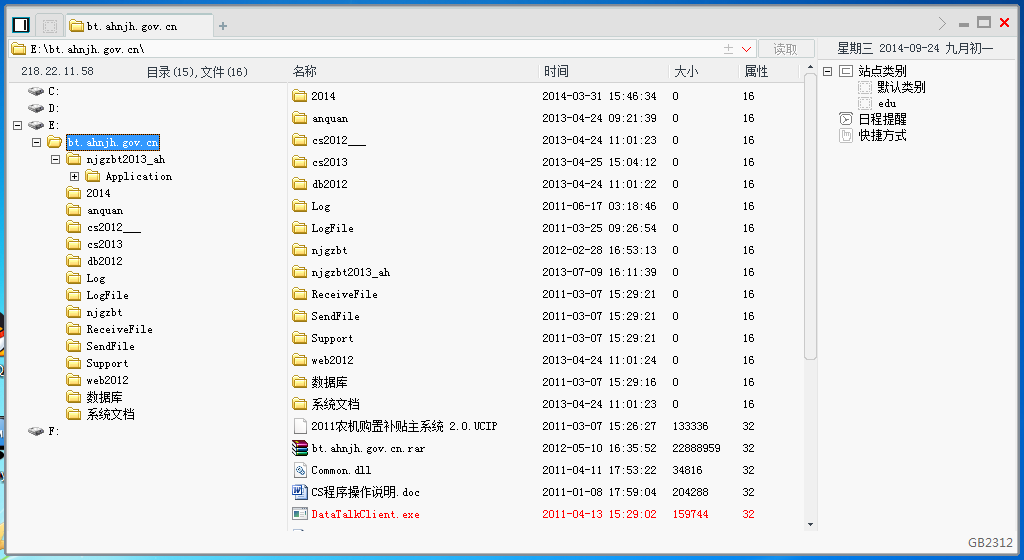 bt.ahnjh.gov.cn
E:\bt.ahnjh.gov.cn\
读取
星期三 2014-09-24 九月初一
218.22.11.58 目录(15),文件(16)
名称 时间 大小 属性
C:
D:
E:
bt.ahnjh.gov.cn
njgzbt2013_ah
Application
2014
anquan
cs2012___
cs2013
db2012
Log
LogFile
njgzbt
ReceiveFile
SendFile
Support
web2012
数据库
系统文档
F:
2014 2014-03-31 15:46:34 0 16
anquan 2013-04-24 09:21:39 0 16
cs2012___ 2013-04-24 11:01:23 0 16
cs2013 2013-04-25 15:04:12 0 16
db2012 2013-04-24 11:01:22 0 16
Log 2011-06-17 03:18:46 0 16
LogFile 2011-03-25 09:26:54 0 16
njgzbt 2012-02-28 16:53:13 0 16
njgzbt2013_ah 2013-07-09 16:11:39 0 16
ReceiveFile 2011-03-07 15:29:21 0 16
SendFile 2011-03-07 15:29:21 0 16
Support 2011-03-07 15:29:21 0 16
web2012 2013-04-24 11:01:24 0 16
数据库 2011-03-07 15:29:16 0 16
系统文档 2013-04-24 11:01:23 0 16
2011农机购置补贴主系统 2.0.UCIP 2011-03-07 15:26:27 133336 32
bt.ahnjh.gov.cn.rar 2012-05-10 16:35:52 22888959 32
Common.dll 2011-04-11 17:53:22 34816 32
CS程序操作说明.doc 2011-01-08 17:59:04 204288 32
DataTalkClient.exe 2011-04-13 15:29:02 159744 32
站点类别
默认类别
edu
日程提醒
快捷方式
GB2312